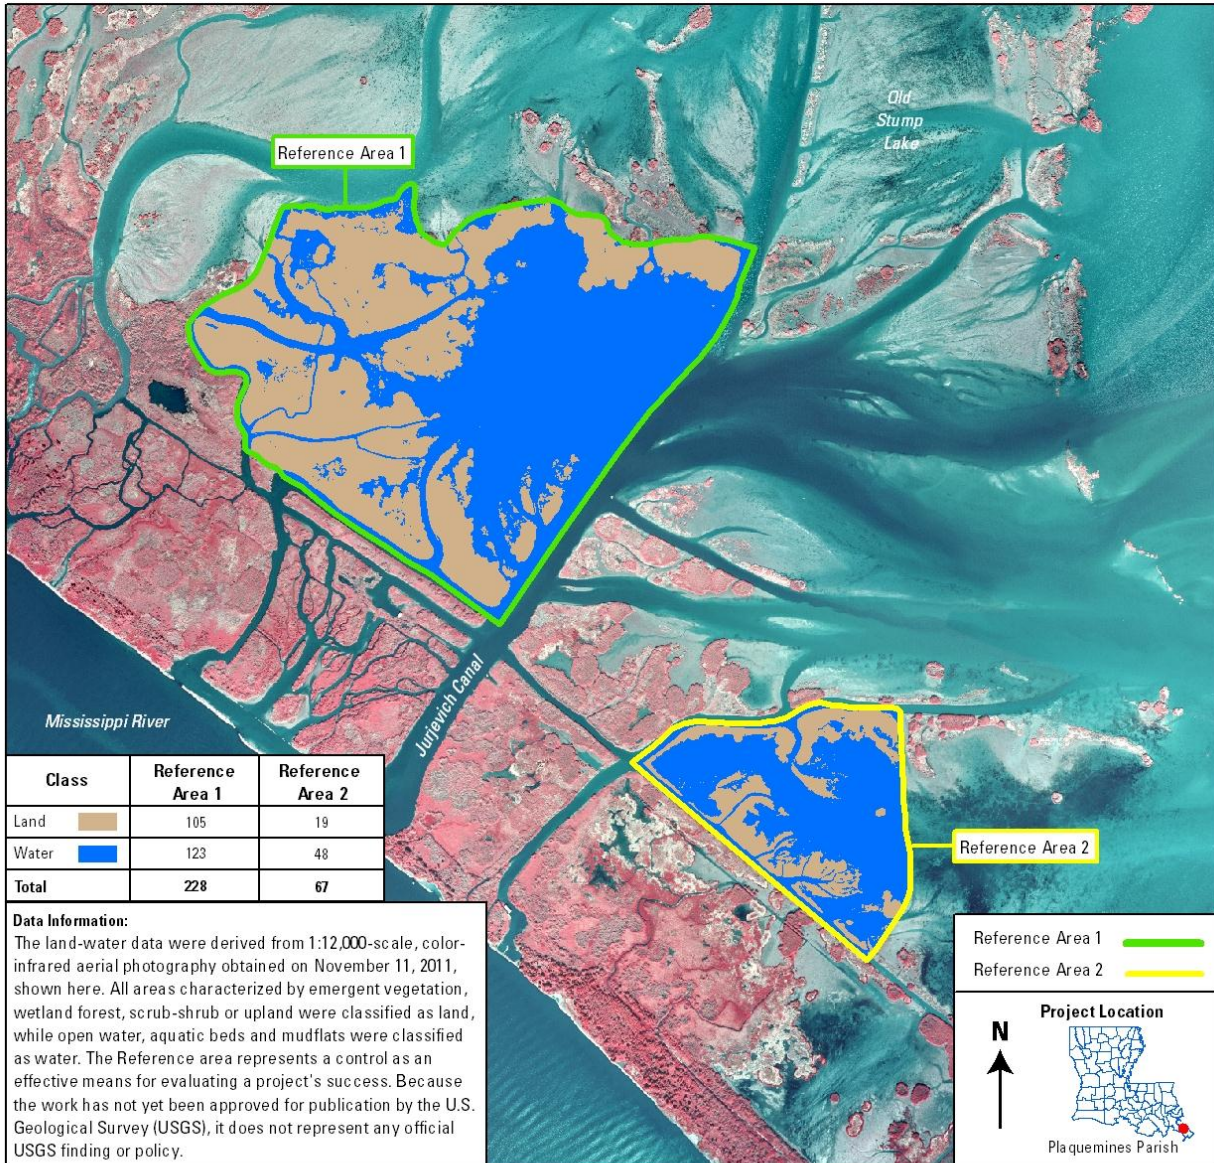 Old
Stump
Lake
Reference Area 1
Mississippi River
Jurjevich Canal
Class Reference Area 1 Reference Area 2
Land 105 19
Water 123 48
Total 228 67
Reference Area 2
Data Information:
The land-water data were derived from 1:12,000-scale, color-
infrared aerial photography obtained on November 11, 2011,
shown here. All areas characterized by emergent vegetation,
wetland forest, scrub-shrub or upland were classified as land,
while open water, aquatic beds and mudflats were classified
as water. The Reference area represents a control as an
effective means for evaluating a project's success. Because
the work has not yet been approved for publication by the U.S.
Geological Survey (USGS), it does not represent any official
USGS finding or policy.
Reference Area 1
Reference Area 2
N
Project Location
Plaquemines Parish